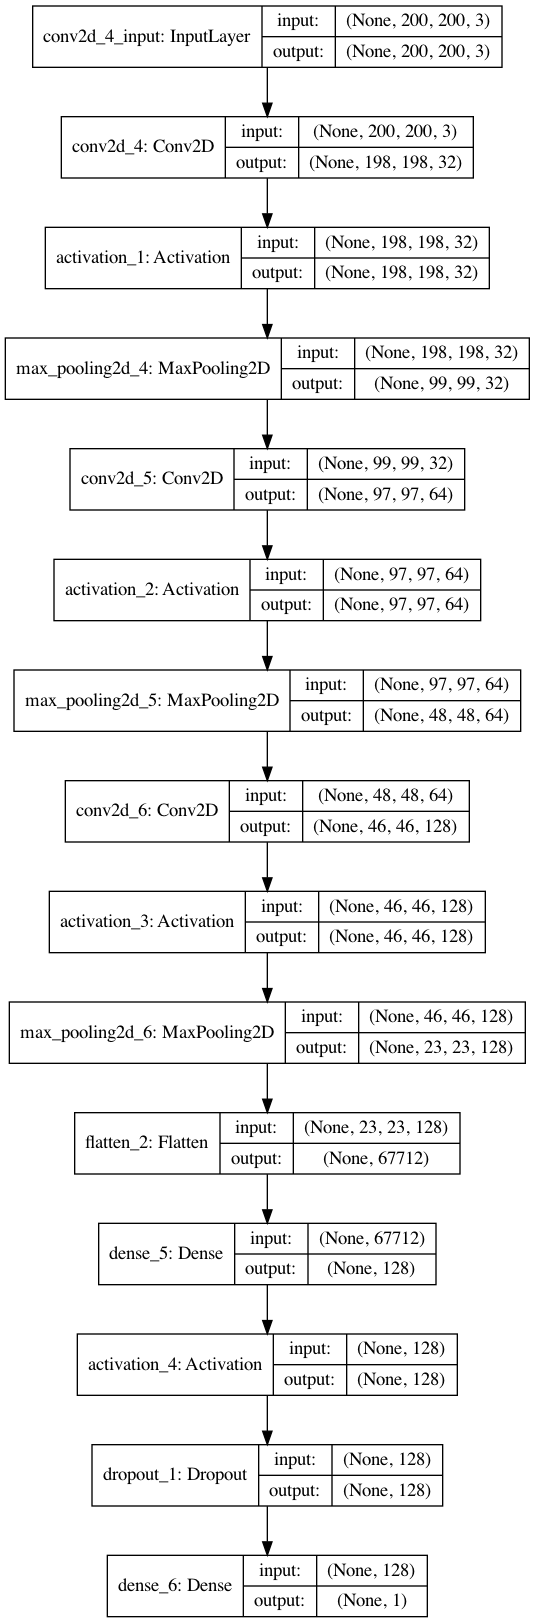 conv2d_4_input: InputLayer
input: (None, 200, 200, 3)
output: (None, 200, 200, 3)
conv2d_4: Conv2D
input: (None, 200, 200, 3)
output: (None, 198, 198, 32)
activation_1: Activation
input: (None, 198, 198, 32)
output: (None, 198, 198, 32)
max_pooling2d_4: MaxPooling2D
input: (None, 198, 198, 32)
output: (None, 99, 99, 32)
conv2d_5: Conv2D
input: (None, 99, 99, 32)
output: (None, 97, 97, 64)
activation_2: Activation
input: (None, 97, 97, 64)
output: (None, 97, 97, 64)
max_pooling2d_5: MaxPooling2D
input: (None, 97, 97, 64)
output: (None, 48, 48, 64)
conv2d_6: Conv2D
input: (None, 48, 48, 64)
output: (None, 46, 46, 128)
activation_3: Activation
input: (None, 46, 46, 128)
output: (None, 46, 46, 128)
max_pooling2d_6: MaxPooling2D
input: (None, 46, 46, 128)
output: (None, 23, 23, 128)
flatten_2: Flatten
input: (None, 23, 23, 128)
output: (None, 67712)
dense_5: Dense
input: (None, 67712)
output: (None, 128)
activation_4: Activation
input: (None, 128)
output: (None, 128)
dropout_1: Dropout
input: (None, 128)
output: (None, 128)
dense_6: Dense
input: (None, 128)
output: (None, 1)